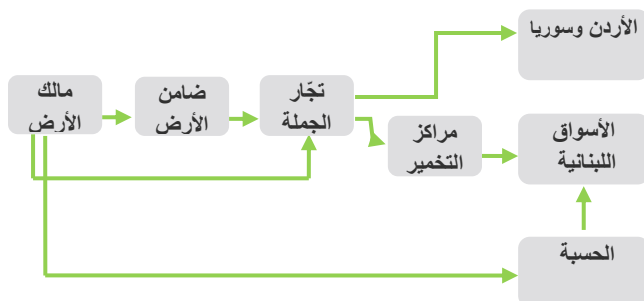 الأردن وسوريا
مالك
الأرض
ضامن
الأرض
تجّار
الجملة
مراكز
التخمير
الأسواق
اللبنانية
الحسبة